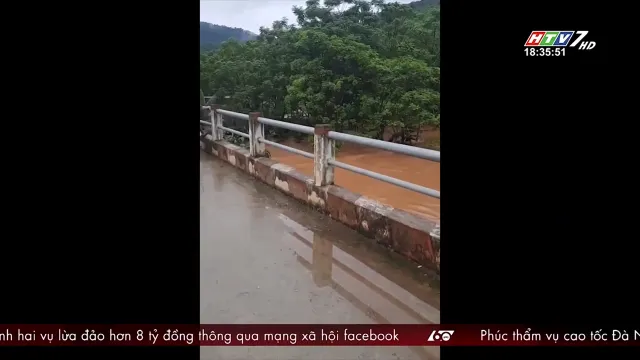 HTV7 HD
18:35:51
nh hai vụ lừa đảo hơn 8 tỷ đồng thông qua mạng xã hội facebook 60 Phúc thẩm vụ cao tốc Đà N